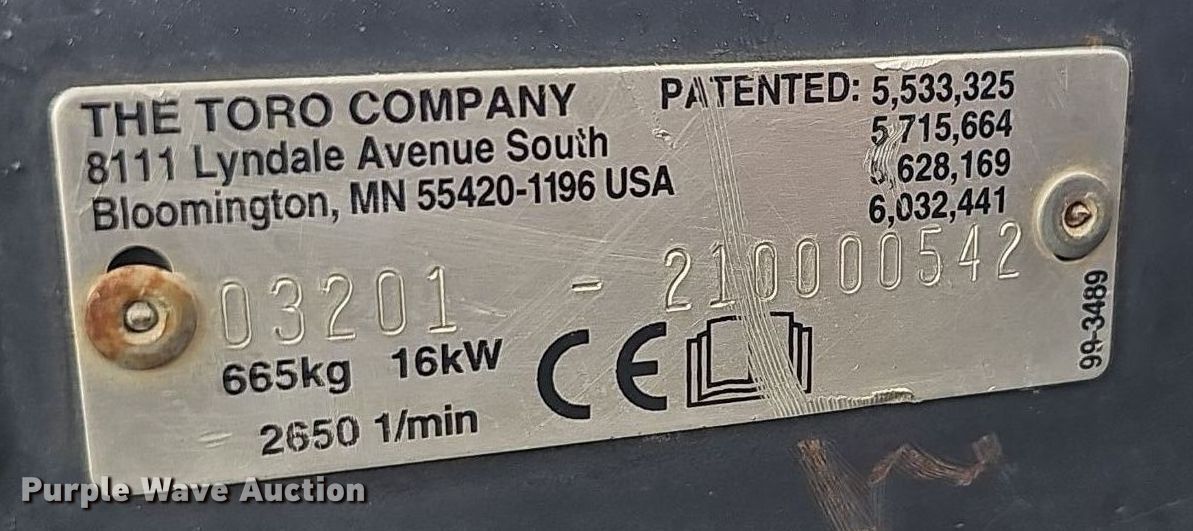 THE TORO COMPANY
8111 Lyndale Avenue South
Bloomington, MN 55420-1196 USA
PATENTED: 5,533,325
5,715,664
,628,169
6,032,441
03201 - 210000542
665kg 16kW
2650 1/min
CE
99-3489
Purple Wave Auction